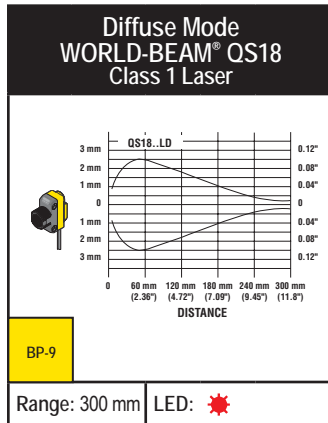 Diffuse Mode
WORLD-BEAM® QS18
Class 1 Laser
QS18..LD
3 mm 0.12"
2 mm 0.08"
1 mm 0.04"
0 0
1 mm 0.04"
2 mm 0.08"
3 mm 0.12"
0 60 mm 120 mm 180 mm 240 mm 300 mm
(2.36") (4.72") (7.09") (9.45") (11.8")
DISTANCE
BP-9
Range: 300 mm LED: